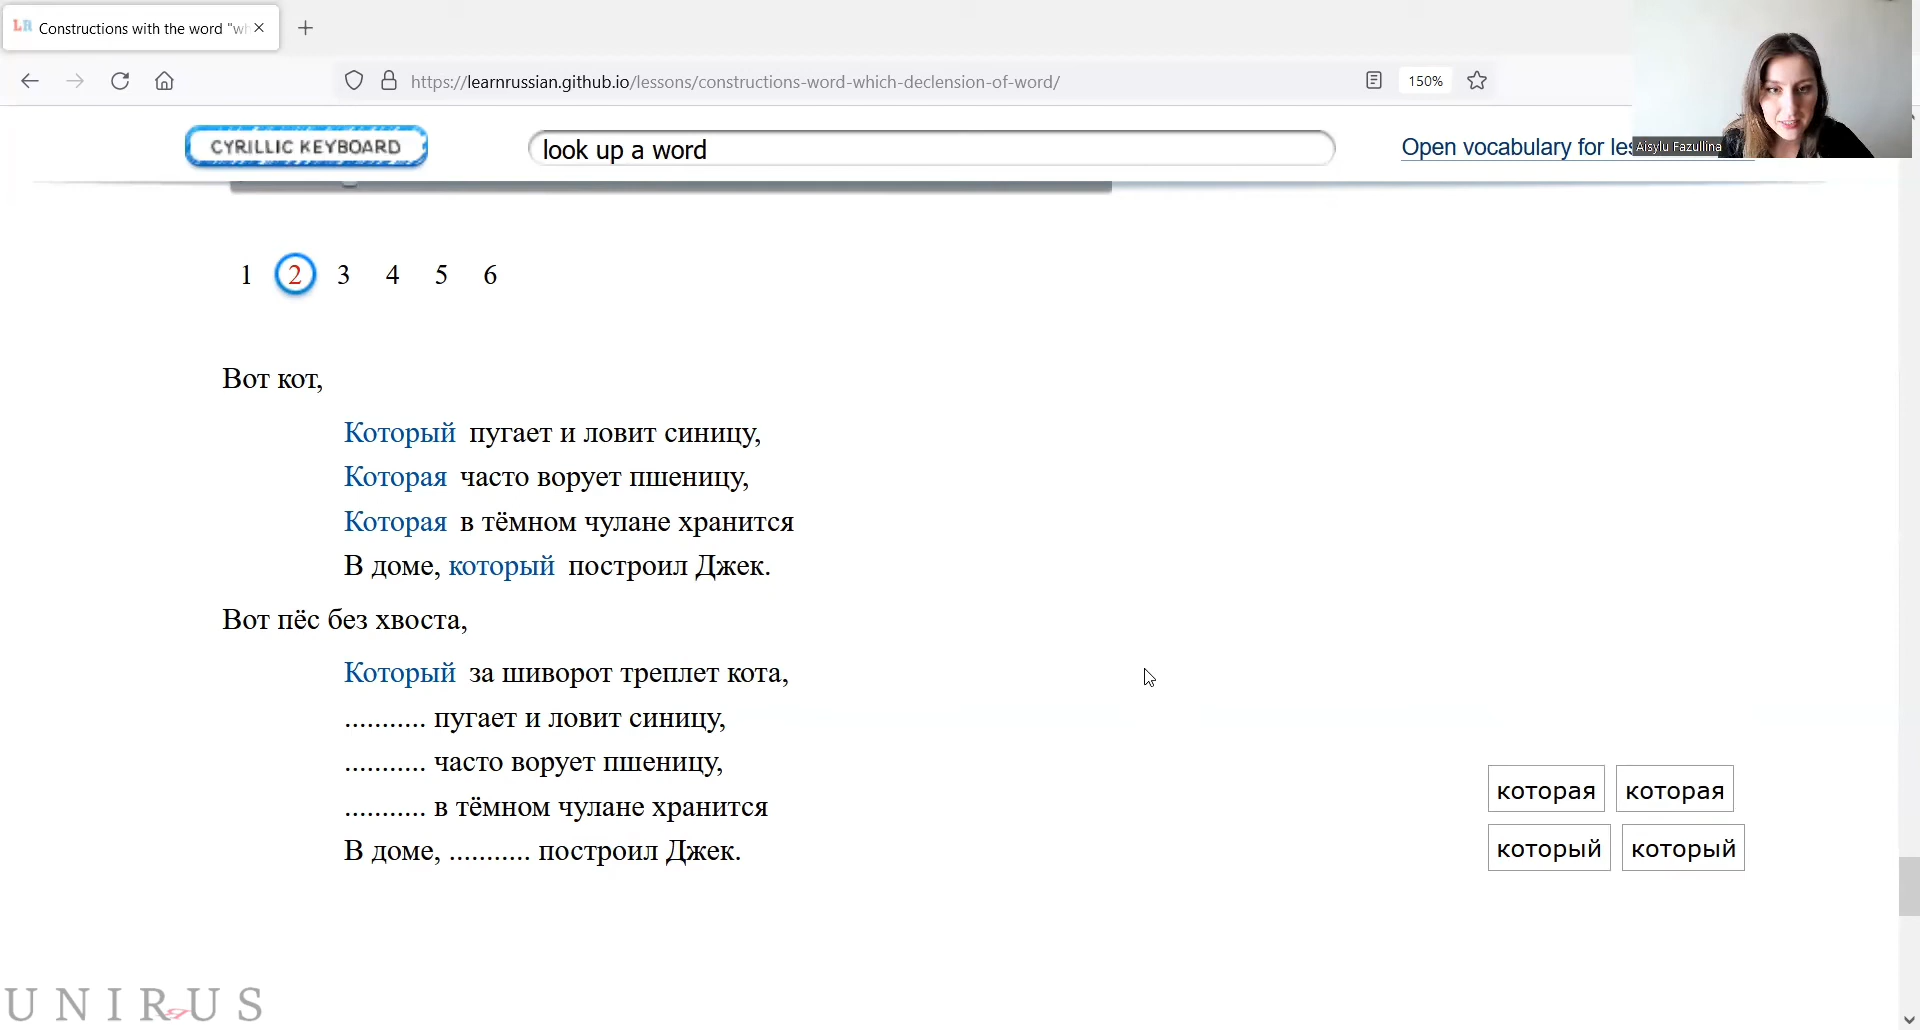 Constructions with the word "wh
https://learnrussian.github.io/lessons/constructions-word-which-declension-of-word/
150%
CYRILLIC KEYBOARD
look up a word
Open vocabulary for les
Aisylu Fazullina
1 2 3 4 5 6
Вот кот,
Который пугает и ловит синицу,
Которая часто ворует пшеницу,
Которая в тёмном чулане хранится
В доме, который построил Джек.
Вот пёс без хвоста,
Который за шиворот треплет кота,
........... пугает и ловит синицу,
........... часто ворует пшеницу,
........... в тёмном чулане хранится
В доме, ........... построил Джек.
которая которая
который который
UNIRUS